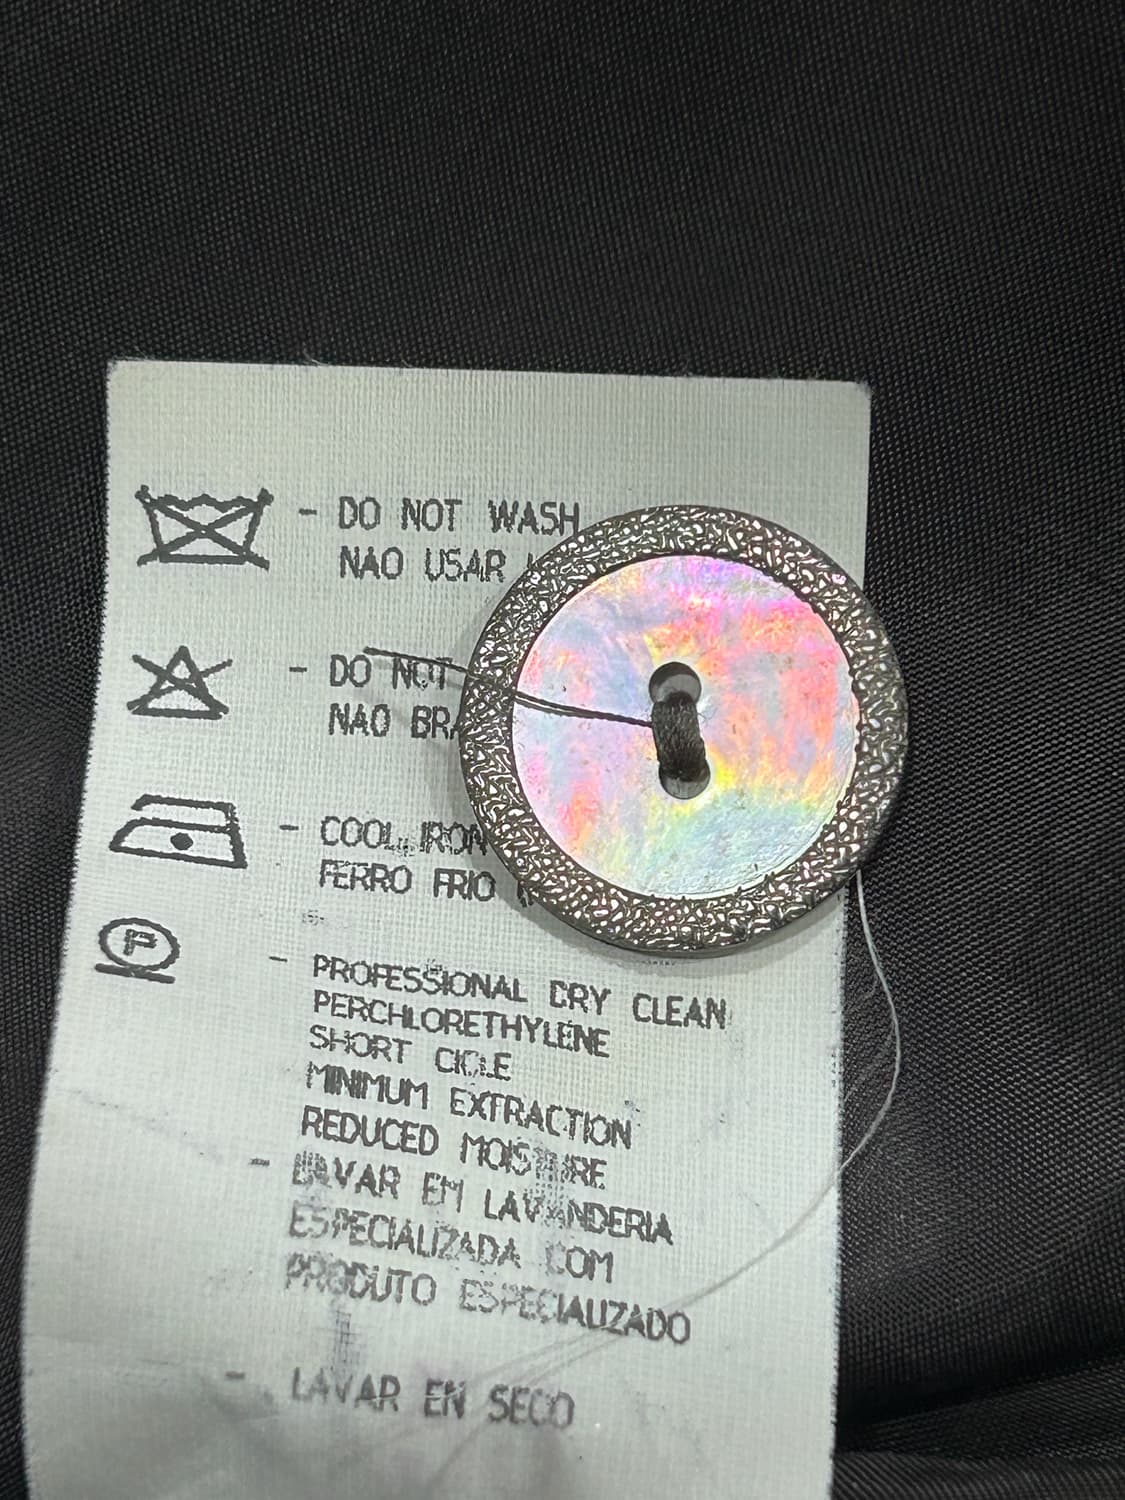 - DO NOT WASH
NAO USAR
- DO NOT
NAO
- COOL IRON
FERRO FRIO
P
- PROFESSIONAL DRY CLEAN
PERCHLORETHYLENE
SHORT CICLE
MINIMUM EXTRACTION
REDUCED MOISTURE
- LAVAR EM LAVANDERIA
ESPECIALIZADA COM
PRODUTO ESPECIALIZADO
- LAVAR EN SECO